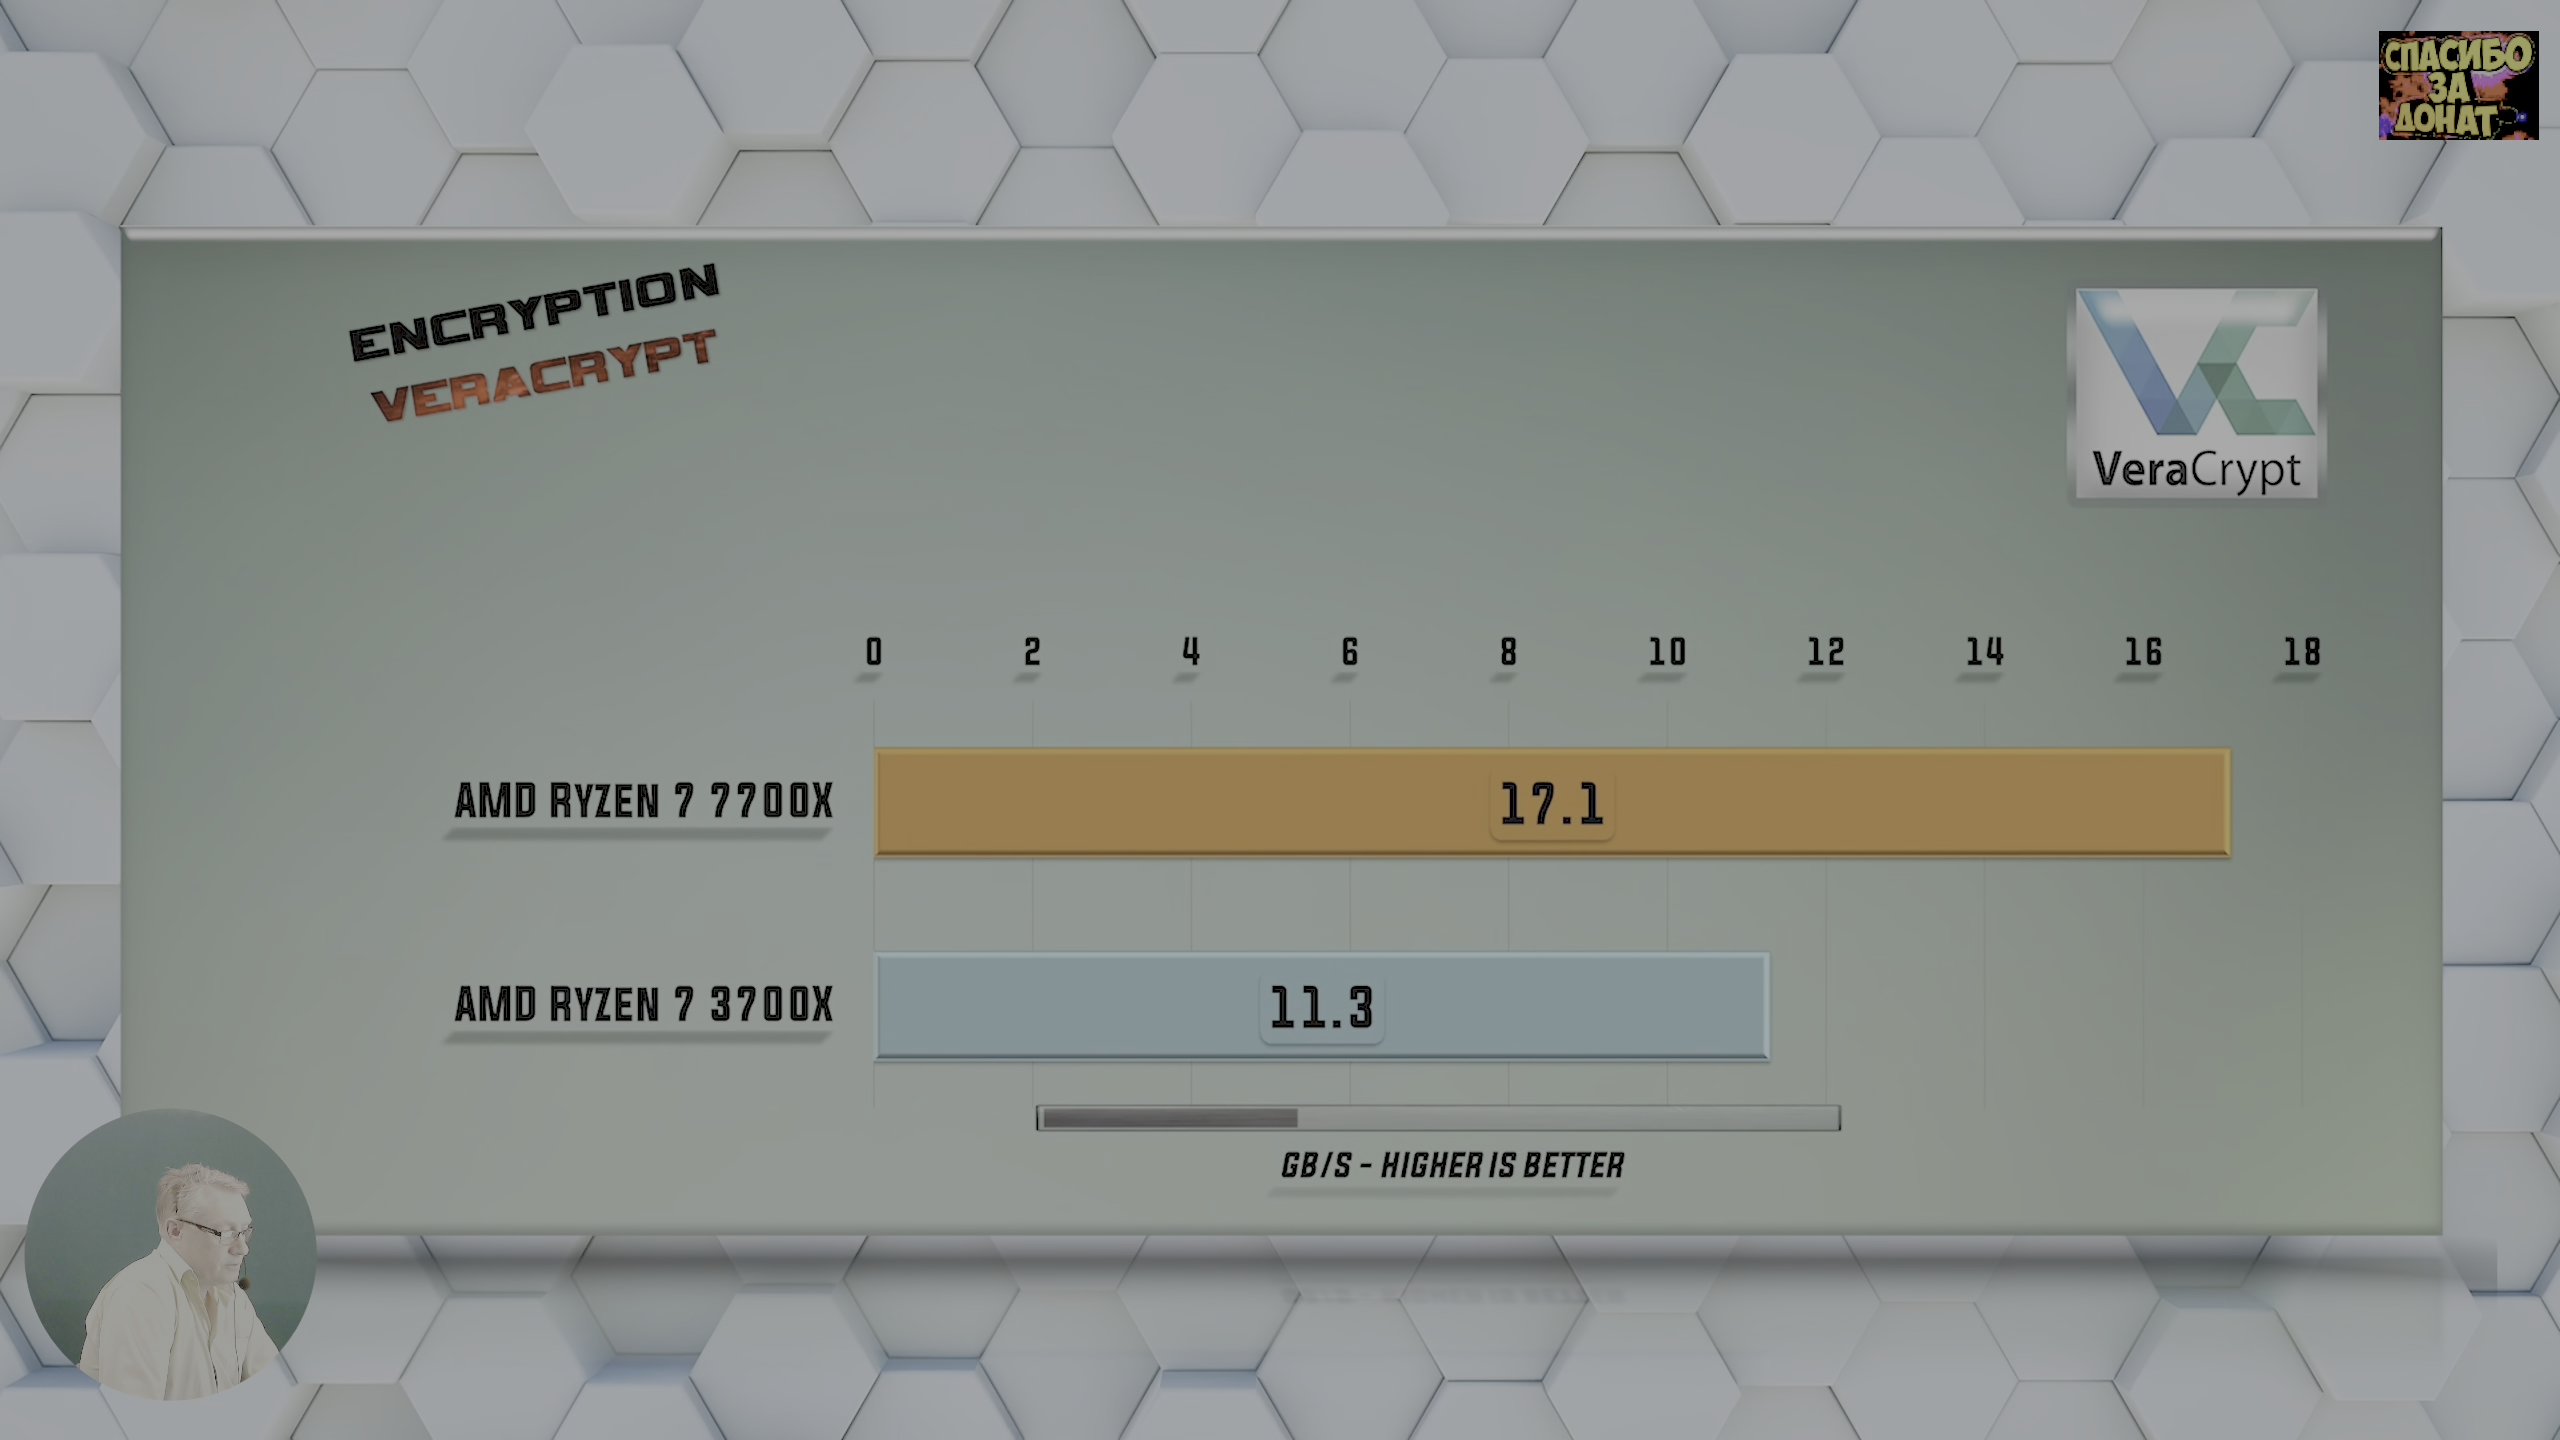 СПАСИБО
ЗА
ДОНАТ
ENCRYPTION
VERACRYPT
VeraCrypt
0 2 4 6 8 10 12 14 16 18
AMD RYZEN 7 7700X 17.1
AMD RYZEN 7 3700X 11.3
GB/S - HIGHER IS BETTER